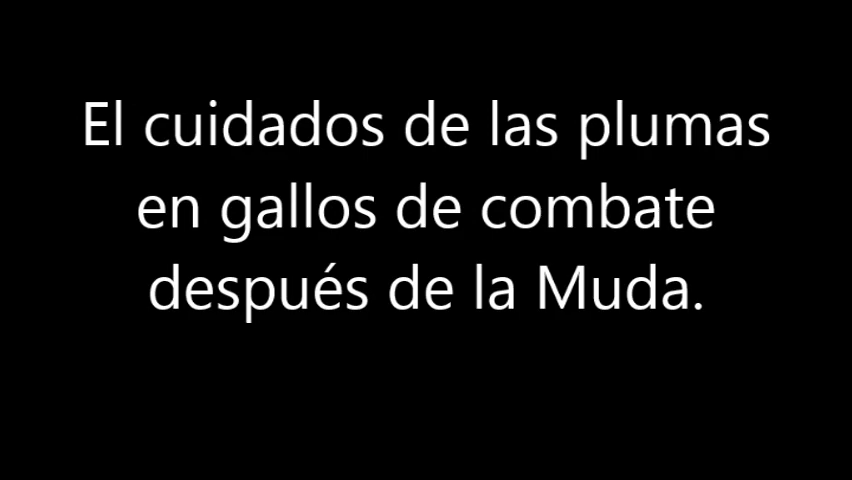 El cuidados de las plumas
en gallos de combate
después de la Muda.